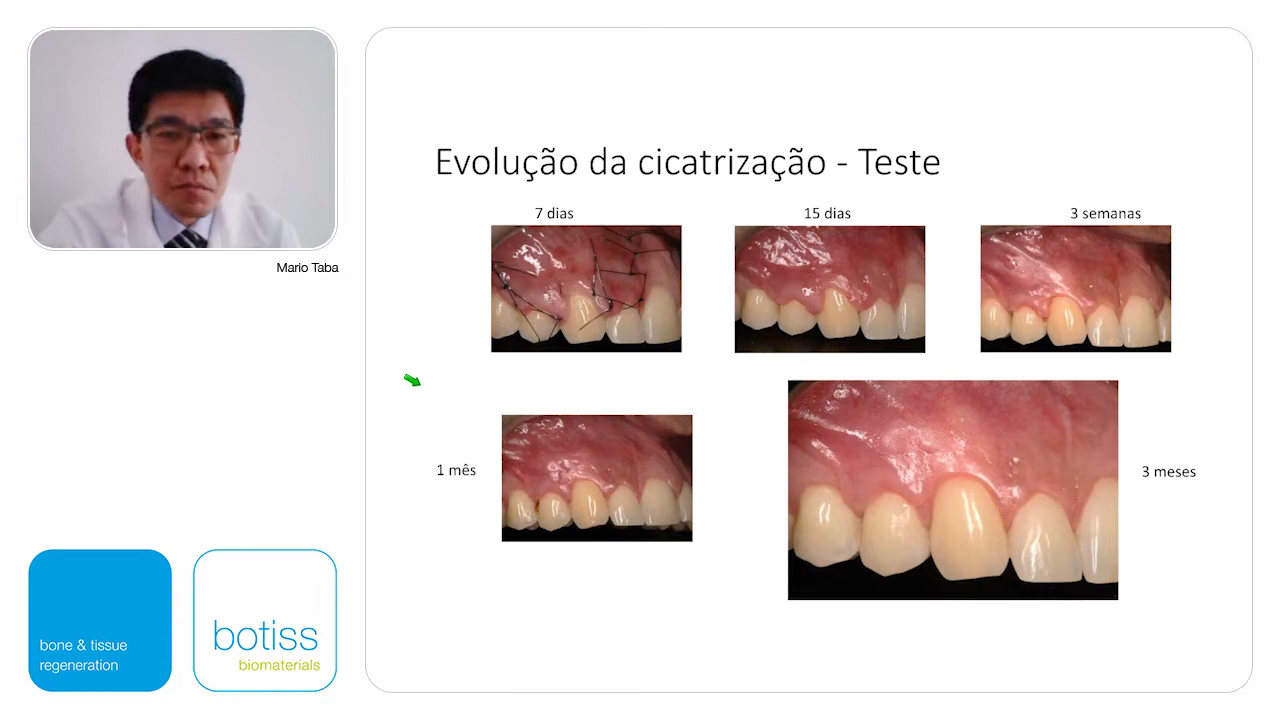 Mario Taba
Evolução da cicatrização - Teste
7 dias
15 dias
3 semanas
1 mês
3 meses
bone & tissue
regeneration
botiss
biomaterials